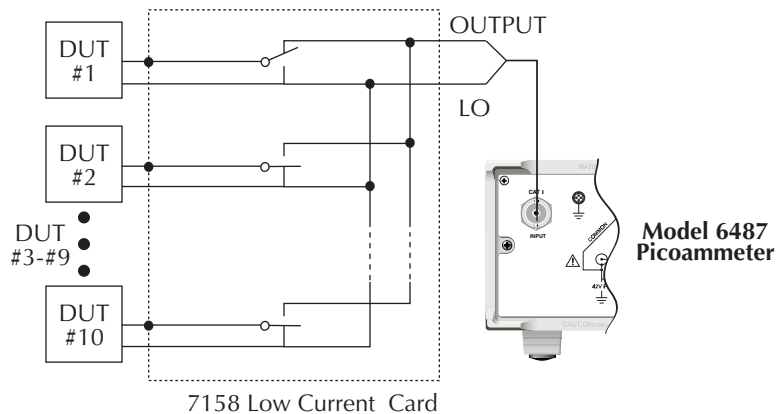 DUT
#1
OUTPUT
LO
DUT
#2
DUT
#3-#9
DUT
#10
CAT I
INPUT
COMMON
Model 6487
Picoammeter
7158 Low Current Card